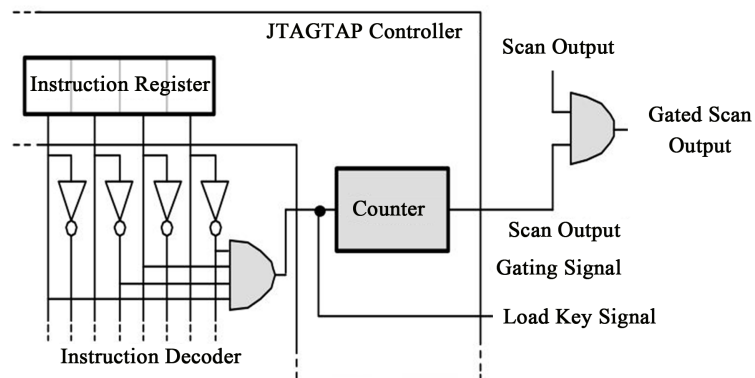 JTAGTAP Controller
Scan Output
Instruction Register
Gated Scan
Output
Counter
Scan Output
Gating Signal
Load Key Signal
Instruction Decoder